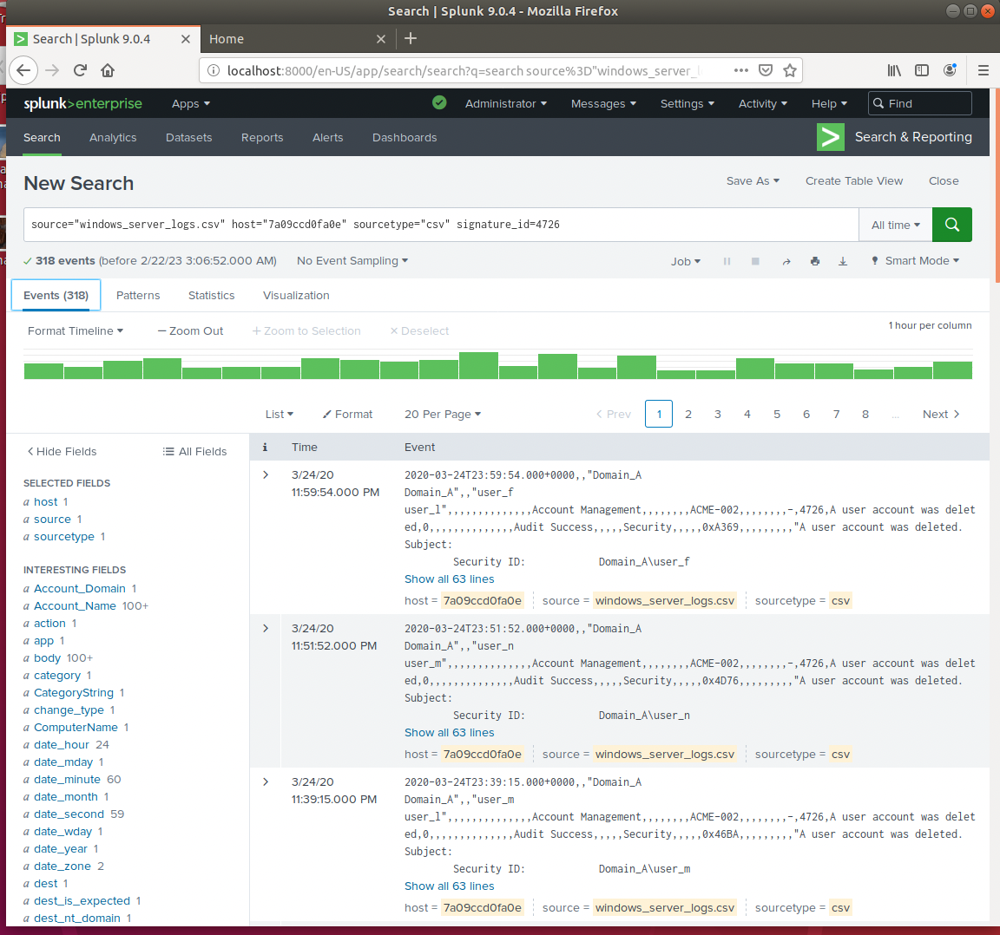 Search | Splunk 9.0.4 - Mozilla Firefox
Search | Splunk 9.0.4
Home
localhost:8000/en-US/app/search/search?q=search source%3D"windows_server_l
splunk>enterprise Apps Administrator Messages Settings Activity Help Find
Search Analytics Datasets Reports Alerts Dashboards Search & Reporting
New Search
Save As Create Table View Close
source="windows_server_logs.csv" host="7a09ccd0fa0e" sourcetype="csv" signature_id=4726
All time
✓ 318 events (before 2/22/23 3:06:52.000 AM) No Event Sampling Job Smart Mode
Events (318) Patterns Statistics Visualization
Format Timeline — Zoom Out + Zoom to Selection × Deselect 1 hour per column
List Format 20 Per Page < Prev 1 2 3 4 5 6 7 8 ... Next >
< Hide Fields All Fields
SELECTED FIELDS
a host 1
a source 1
a sourcetype 1
INTERESTING FIELDS
a Account_Domain 1
a Account_Name 100+
a action 1
a app 1
a body 100+
a category 1
a CategoryString 1
a change_type 1
a ComputerName 1
a date_hour 24
a date_mday 1
a date_minute 60
a date_month 1
a date_second 59
a date_wday 1
a date_year 1
a date_zone 2
a dest 1
a dest_is_expected 1
a dest_nt_domain 1
i Time Event
3/24/20
11:59:54.000 PM
2020-03-24T23:59:54.000+0000,,"Domain_A
Domain_A",,"user_f
user_l",,,,,,,,,,,,,,Account Management,,,,,,,,ACME-002,,,,,,,,-,4726,A user account was delet
ed,0,,,,,,,,,,,,,,Audit Success,,,,,Security,,,,,0xA369,,,,,,,,,"A user account was deleted.
Subject:
Security ID: Domain_A\user_f
Show all 63 lines
host = 7a09ccd0fa0e source = windows_server_logs.csv sourcetype = csv
3/24/20
11:51:52.000 PM
2020-03-24T23:51:52.000+0000,,"Domain_A
Domain_A",,"user_n
user_m",,,,,,,,,,,,,,Account Management,,,,,,,,ACME-002,,,,,,,,-,4726,A user account was delet
ed,0,,,,,,,,,,,,,,Audit Success,,,,,Security,,,,,0x4D76,,,,,,,,,"A user account was deleted.
Subject:
Security ID: Domain_A\user_n
Show all 63 lines
host = 7a09ccd0fa0e source = windows_server_logs.csv sourcetype = csv
3/24/20
11:39:15.000 PM
2020-03-24T23:39:15.000+0000,,"Domain_A
Domain_A",,"user_m
user_l",,,,,,,,,,,,,,Account Management,,,,,,,,ACME-002,,,,,,,,-,4726,A user account was delet
ed,0,,,,,,,,,,,,,,Audit Success,,,,,Security,,,,,0x46BA,,,,,,,,,"A user account was deleted.
Subject:
Security ID: Domain_A\user_m
Show all 63 lines
host = 7a09ccd0fa0e source = windows_server_logs.csv sourcetype = csv